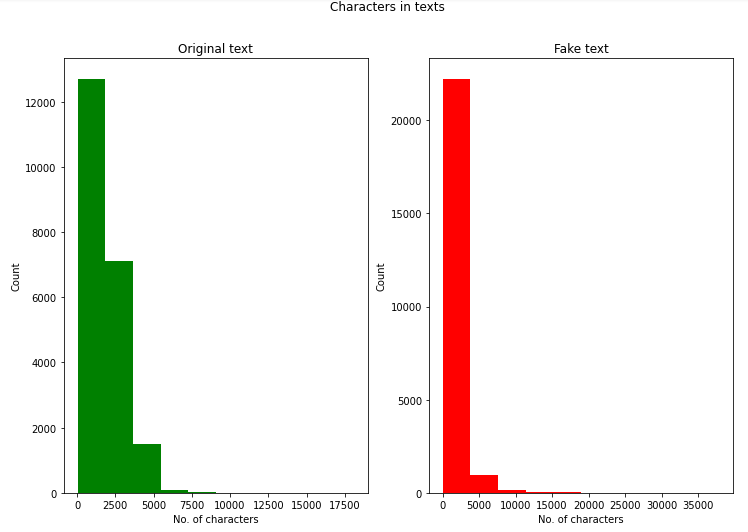 Characters in texts
Original text
Count
12000
10000
8000
6000
4000
2000
0
0 2500 5000 7500 10000 12500 15000 17500
No. of characters
Fake text
Count
20000
15000
10000
5000
0
0 5000 10000 15000 20000 25000 30000 35000
No. of characters